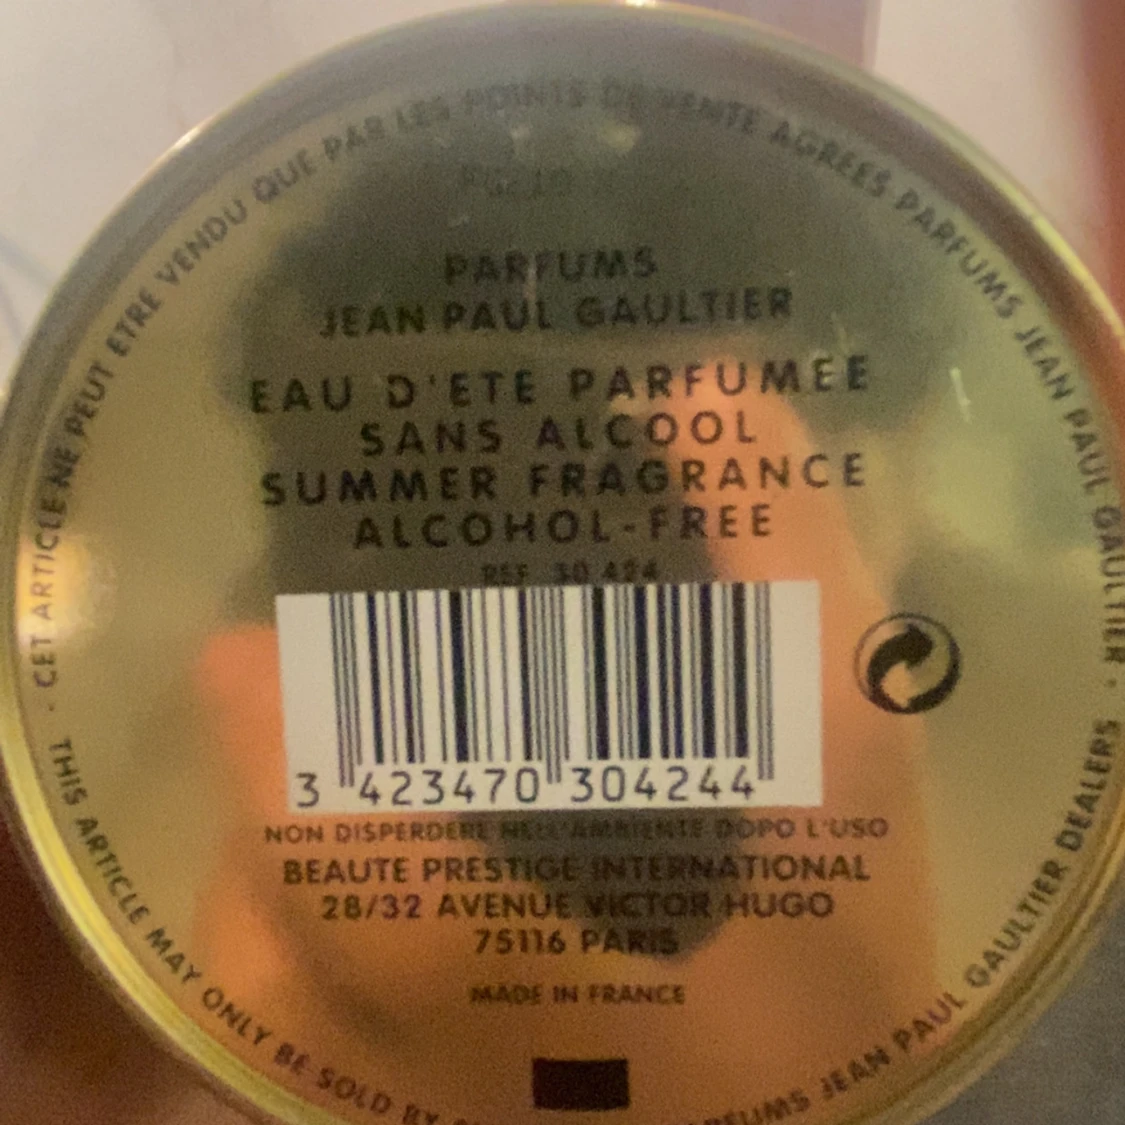 · CET ARTICLE NE PEUT ETRE VENDU QUE PAR LES POINTS DE VENTE AGREES PARFUMS JEAN PAUL GAULTIER ·
PARFUMS
JEAN PAUL GAULTIER
EAU D'ETE PARFUMEE
SANS ALCOOL
SUMMER FRAGRANCE
ALCOHOL-FREE
REF 30 424
3 423470 304244
NON DISPERDERE NELL'AMBIENTE DOPO L'USO
BEAUTE PRESTIGE INTERNATIONAL
28/32 AVENUE VICTOR HUGO
75116 PARIS
MADE IN FRANCE
THIS ARTICLE MAY ONLY BE SOLD BY PARFUMS JEAN PAUL GAULTIER DEALERS